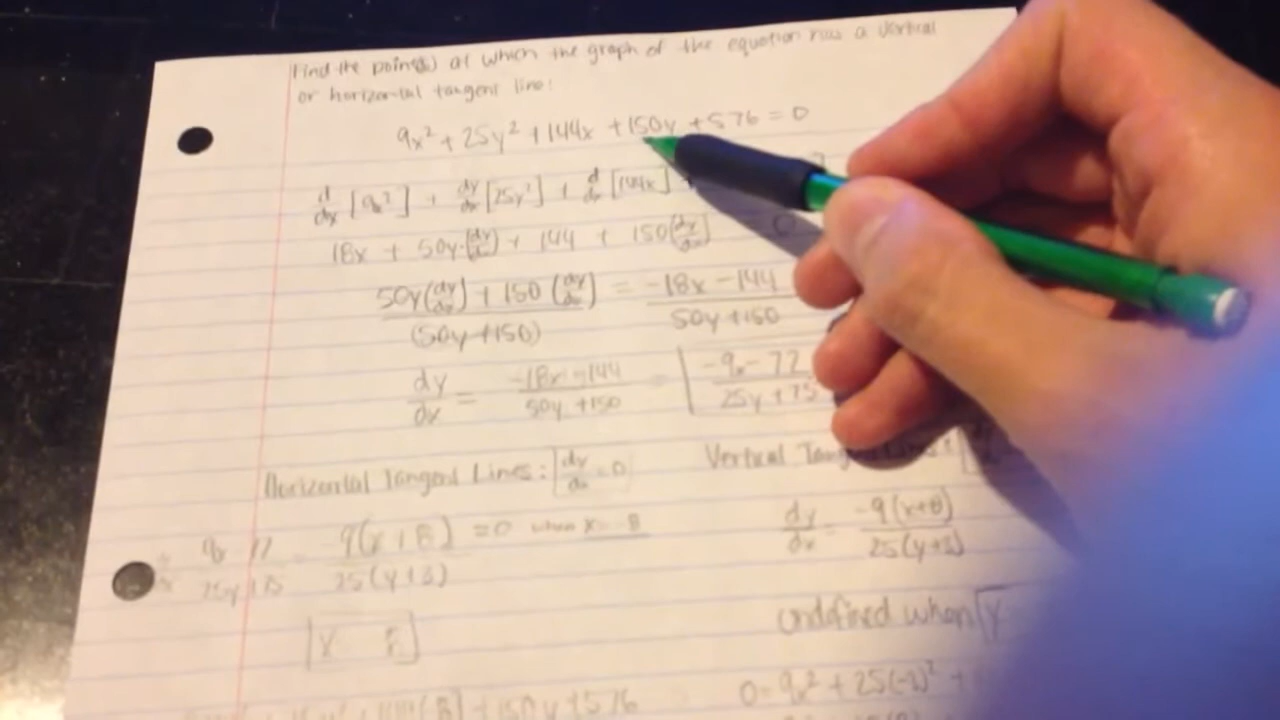 Find the point(s) at which the graph of the equation has a vertical
or horizontal tangent line:
9x² + 25y² + 144x + 150y + 576 = 0
d/dx [9x²] + dy/dx [25y²] + d/dx [144x] +
18x + 50y·(dy/dx) + 144 + 150(dy/dx) = 0
50y(dy/dx) + 150(dy/dx) / (50y+150) = -18x - 144 / 50y + 150
dy/dx = -18x - 144 / 50y + 150 = -9x - 72 / 25y + 75
Horizontal Tangent Lines: dy/dx = 0
Vertical
9(x+8) / 25(y+3) = 0 when x = 8
dy/dx = -9(x+8) / 25(y+3)
undefined when y
+ 150y + 576
0 = 9x² + 25(-3)² +